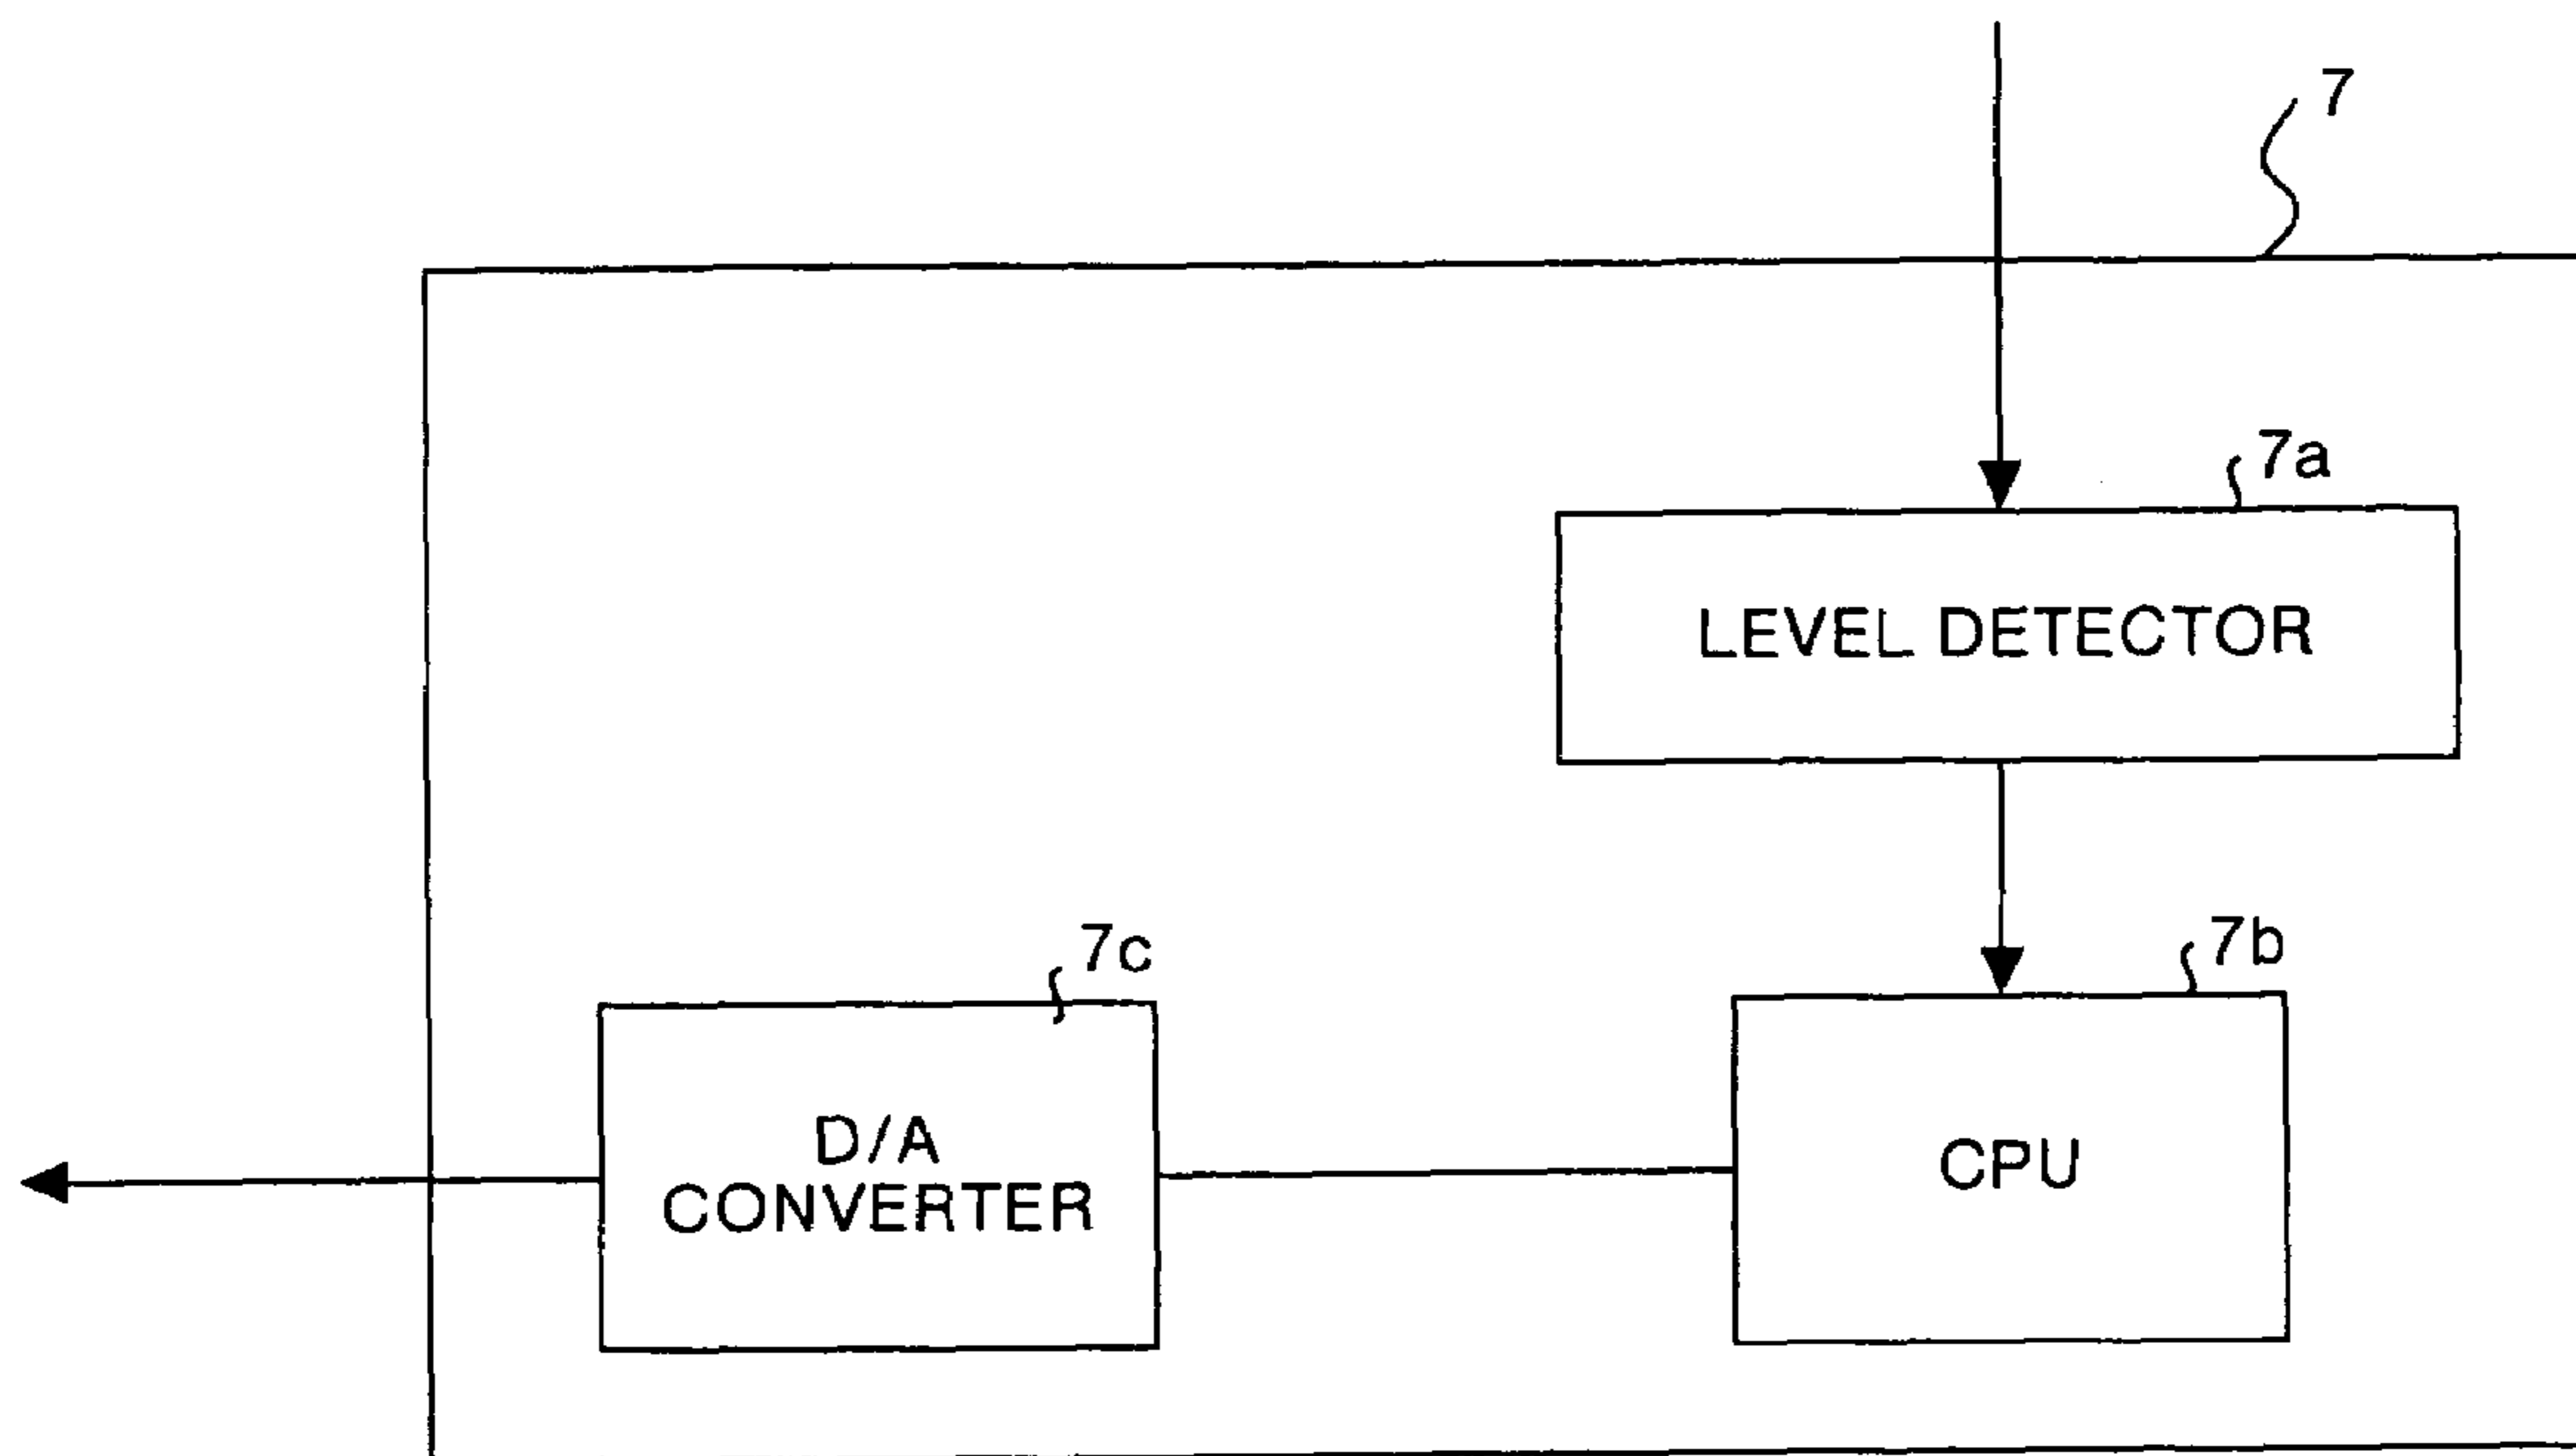 7
7a
LEVEL DETECTOR
7c
7b
D/A
CONVERTER
CPU